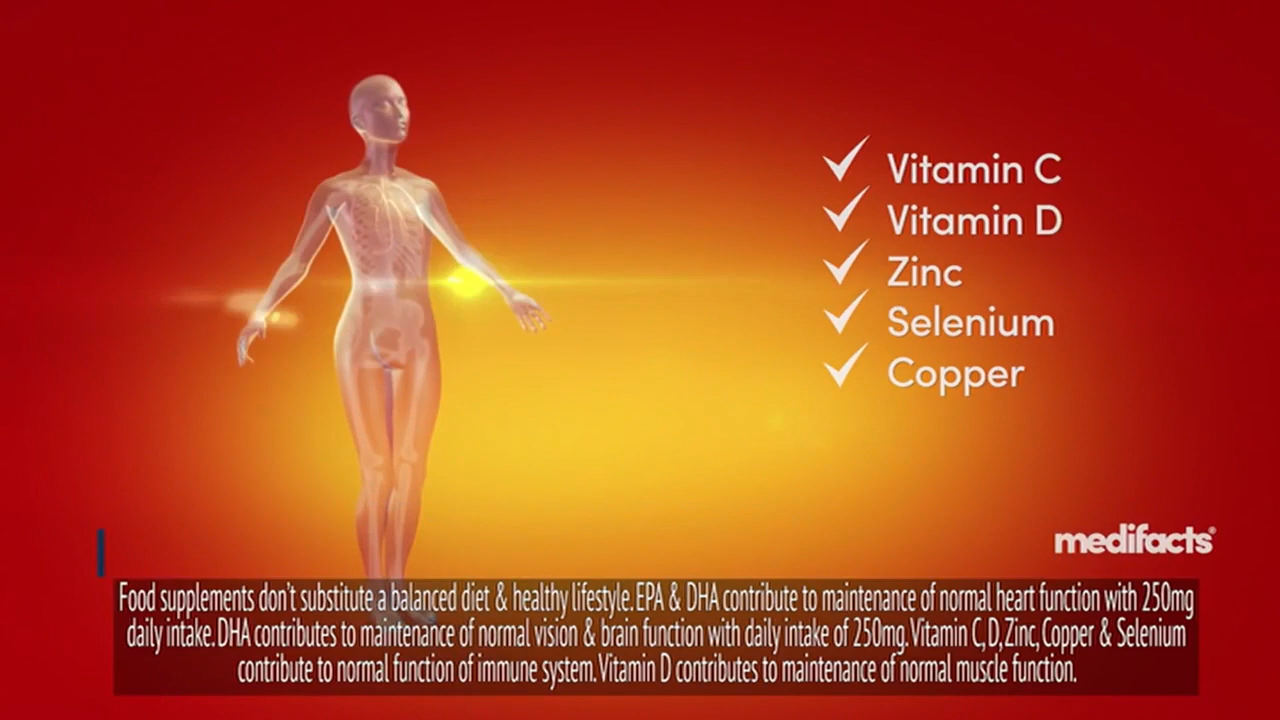 Vitamin C
Vitamin D
Zinc
Selenium
Copper
medifacts®
Food supplements don't substitute a balanced diet & healthy lifestyle. EPA & DHA contribute to maintenance of normal heart function with 250mg
daily intake. DHA contributes to maintenance of normal vision & brain function with daily intake of 250mg. Vitamin C, D, Zinc, Copper & Selenium
contribute to normal function of immune system. Vitamin D contributes to maintenance of normal muscle function.